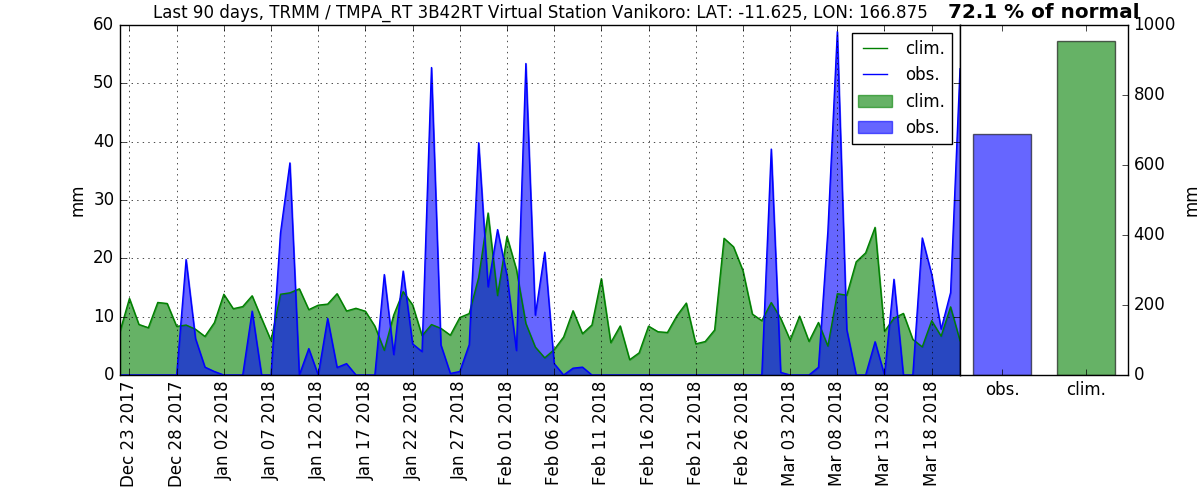 Last 90 days, TRMM / TMPA_RT 3B42RT Virtual Station Vanikoro: LAT: -11.625, LON: 166.875
72.1 % of normal
60
50
40
30
20
10
0
mm
clim.
obs.
clim.
obs.
1000
800
600
400
200
0
mm
Dec 23 2017
Dec 28 2017
Jan 02 2018
Jan 07 2018
Jan 12 2018
Jan 17 2018
Jan 22 2018
Jan 27 2018
Feb 01 2018
Feb 06 2018
Feb 11 2018
Feb 16 2018
Feb 21 2018
Feb 26 2018
Mar 03 2018
Mar 08 2018
Mar 13 2018
Mar 18 2018
obs.
clim.